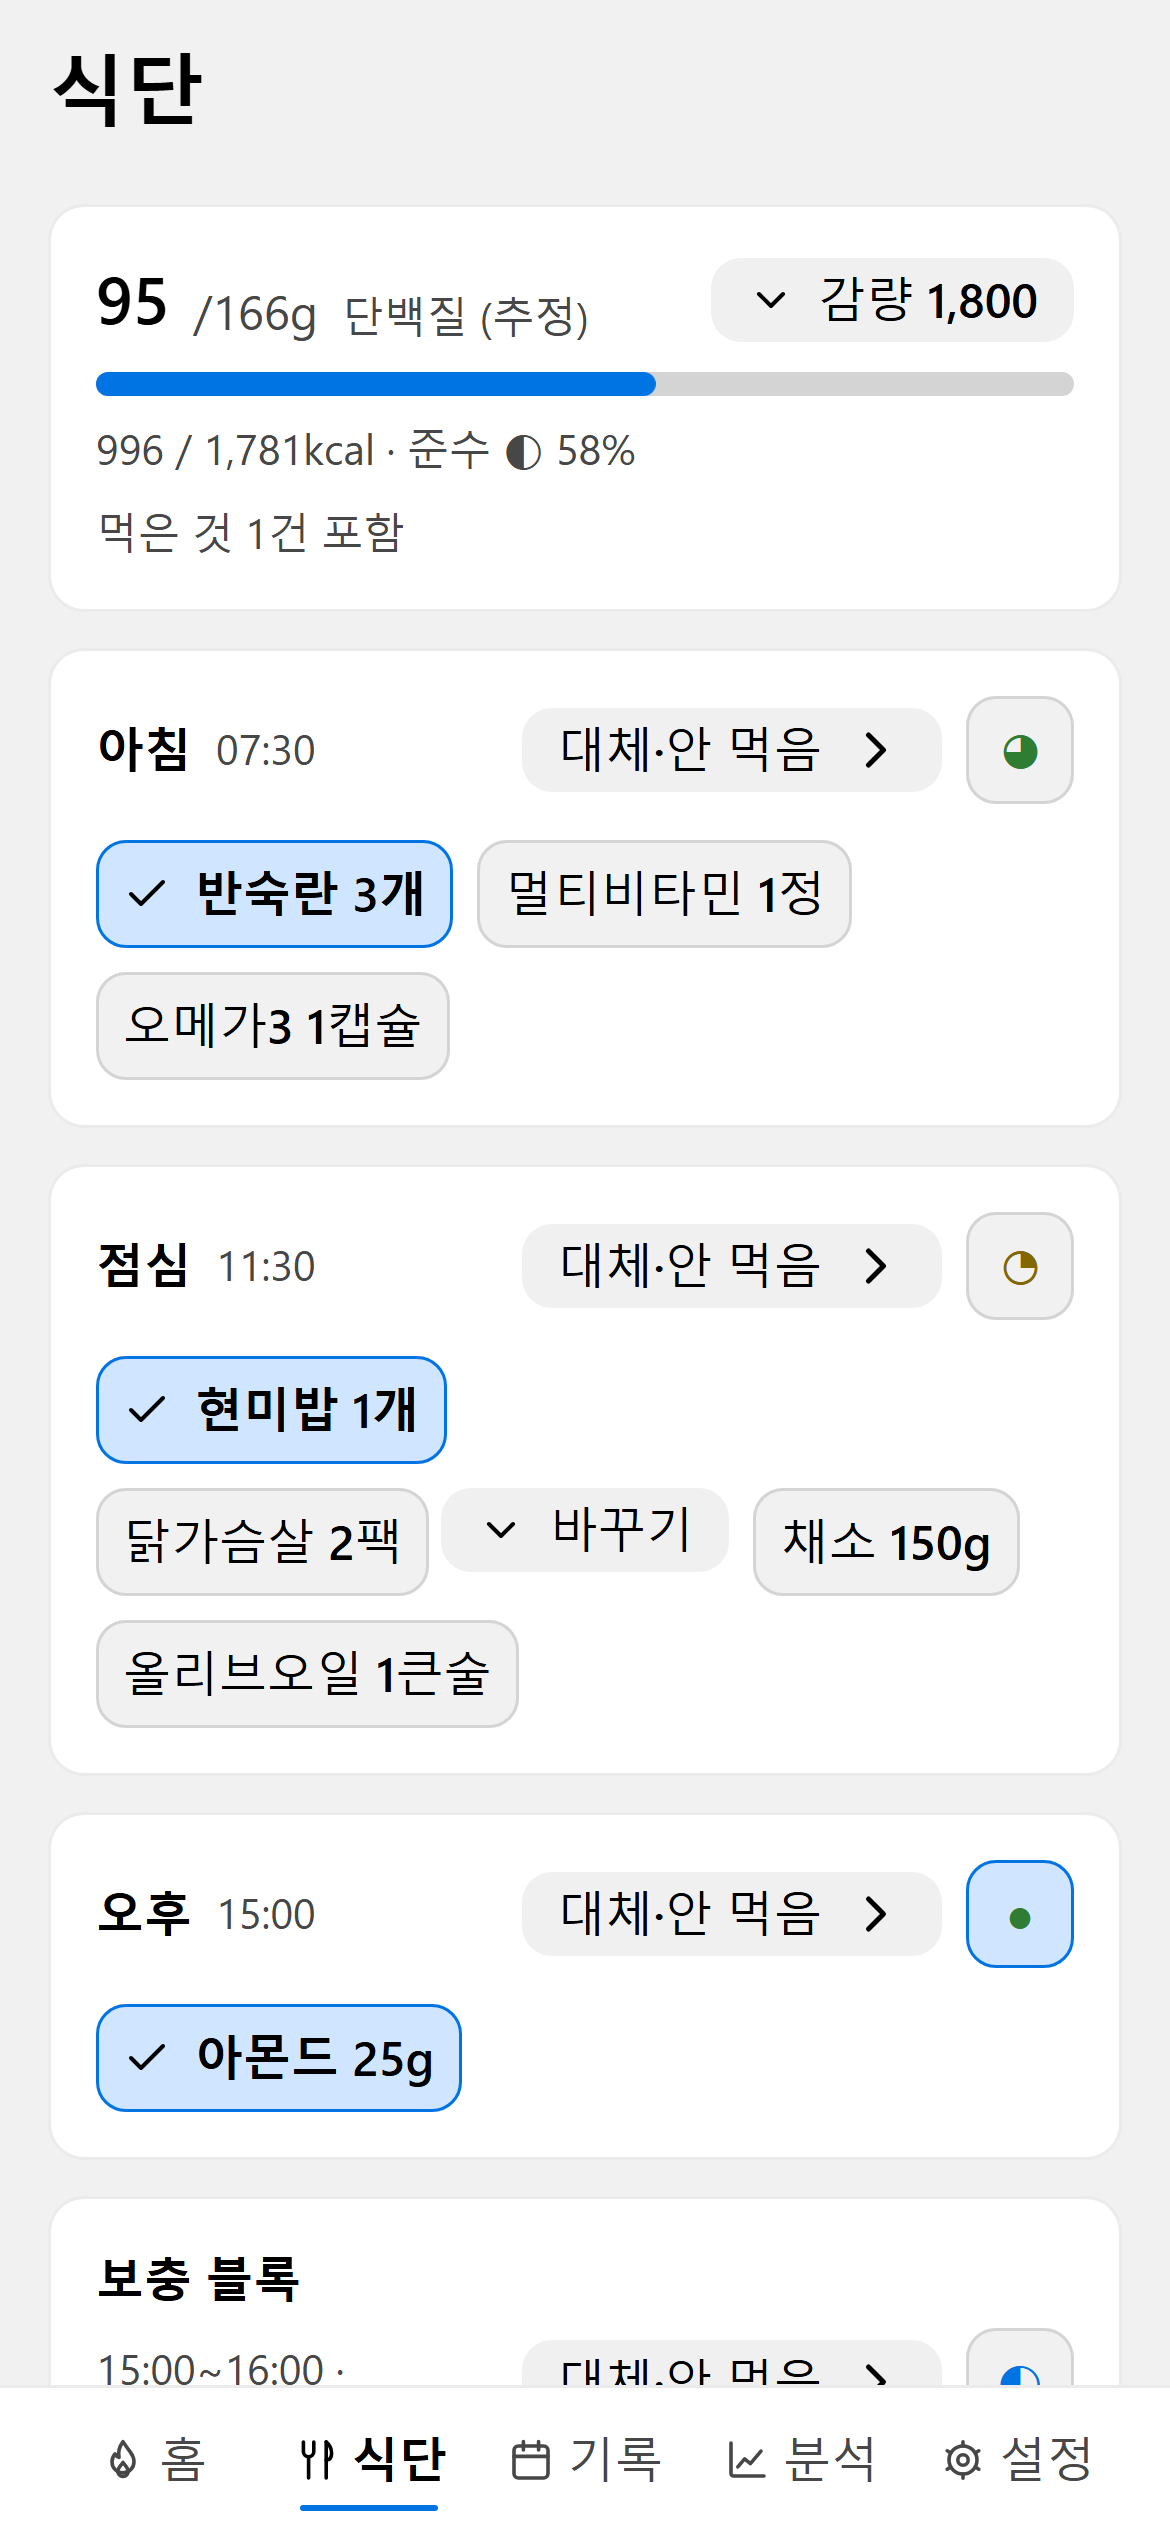 식단
95 /166g 단백질 (추정) 감량 1,800
996 / 1,781kcal · 준수 ◐ 58%
먹은 것 1건 포함
아침 07:30 대체·안 먹음
반숙란 3개 멀티비타민 1정
오메가3 1캡슐
점심 11:30 대체·안 먹음
현미밥 1개
닭가슴살 2팩 바꾸기 채소 150g
올리브오일 1큰술
오후 15:00 대체·안 먹음
아몬드 25g
보충 블록
15:00~16:00 · 대체·안 먹음
홈 식단 기록 분석 설정